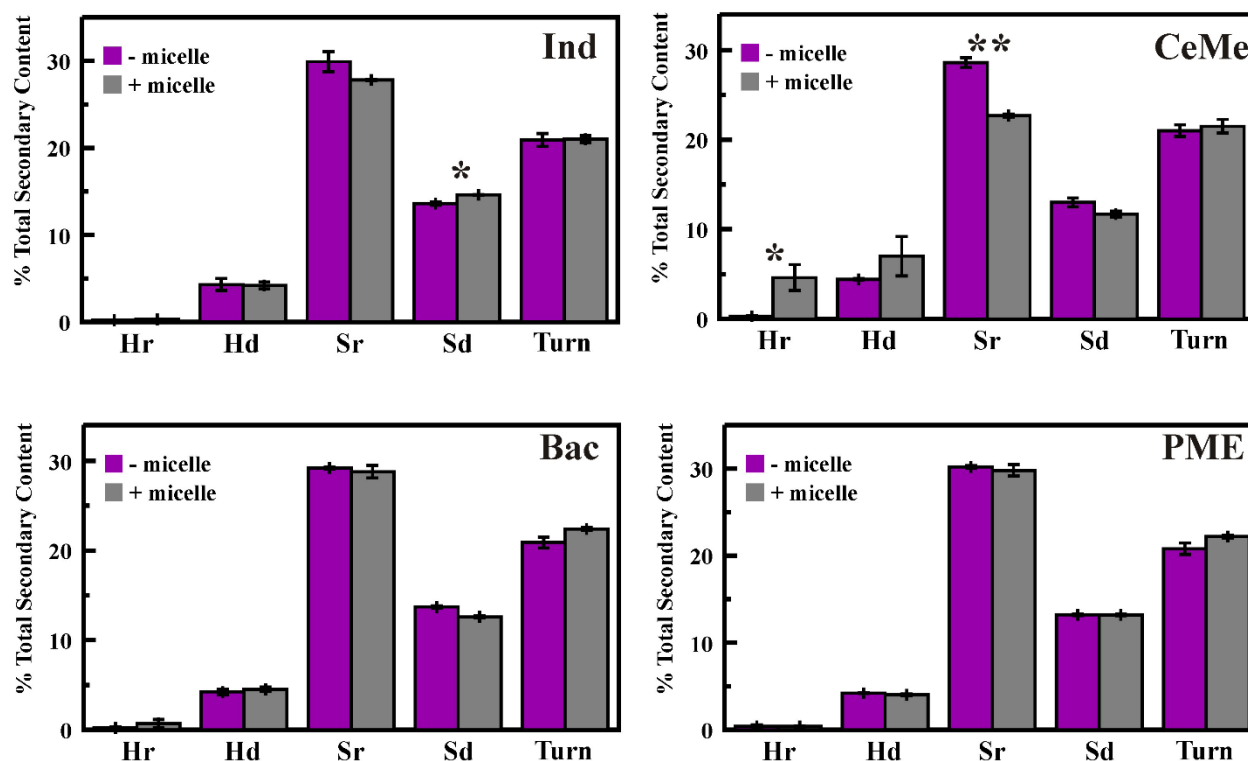 % Total Secondary Content
30
20
10
0
- micelle
+ micelle
Ind
*
Hr Hd Sr Sd Turn
% Total Secondary Content
30
20
10
0
- micelle
+ micelle
**
CeMe
*
Hr Hd Sr Sd Turn
% Total Secondary Content
30
20
10
0
- micelle
+ micelle
Bac
Hr Hd Sr Sd Turn
% Total Secondary Content
30
20
10
0
- micelle
+ micelle
PME
Hr Hd Sr Sd Turn